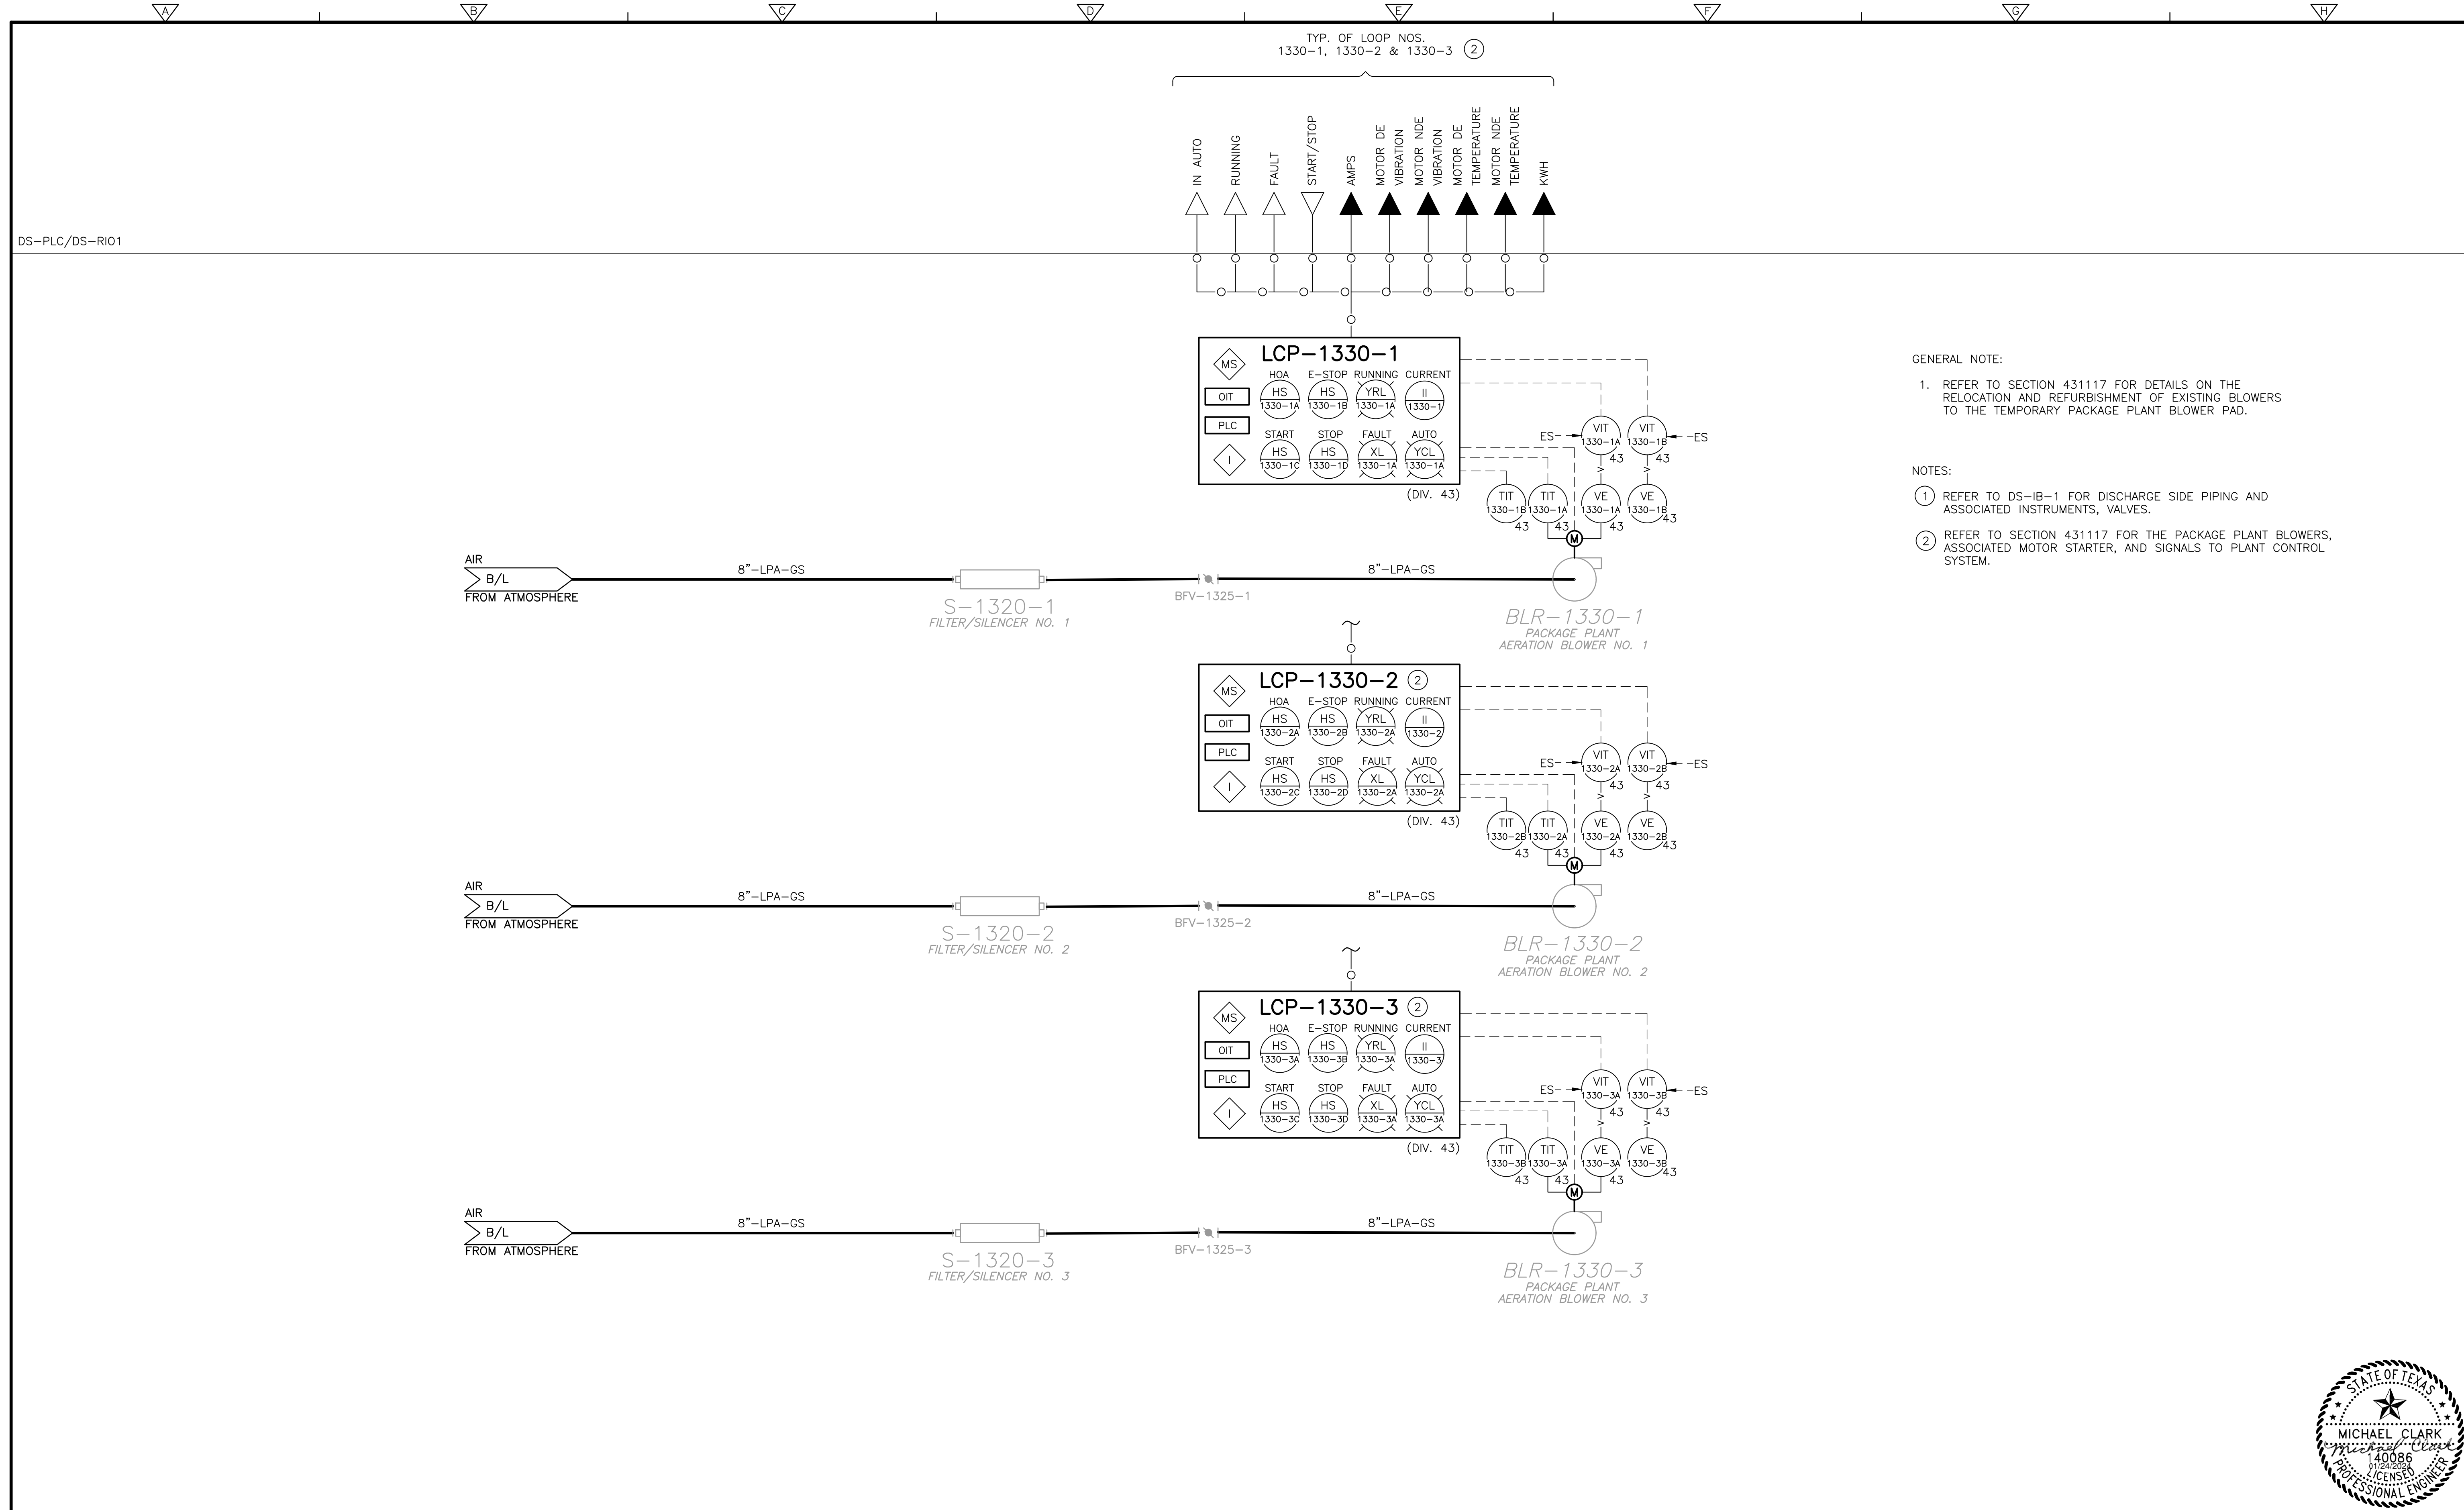 A B C D E F G H
TYP. OF LOOP NOS.
1330-1, 1330-2 & 1330-3 2
IN AUTO
RUNNING
FAULT
START/STOP
AMPS
MOTOR DE
VIBRATION
MOTOR NDE
VIBRATION
MOTOR DE
TEMPERATURE
MOTOR NDE
TEMPERATURE
KWH
DS-PLC/DS-RIO1
LCP-1330-1
MS
HOA E-STOP RUNNING CURRENT
OIT
HS HS YRL II
1330-1A 1330-1B 1330-1A 1330-1
PLC
START STOP FAULT AUTO
I
HS HS XL YCL
1330-1C 1330-1D 1330-1A 1330-1A
(DIV. 43)
ES VIT VIT ES
1330-1A 1330-1B
43 43
TIT TIT VE VE
1330-1B 1330-1A 1330-1A 1330-1B
43 43 43 43
M
AIR
B/L
FROM ATMOSPHERE
8"-LPA-GS
S-1320-1
FILTER/SILENCER NO. 1
BFV-1325-1
8"-LPA-GS
BLR-1330-1
PACKAGE PLANT
AERATION BLOWER NO. 1
LCP-1330-2 2
MS
HOA E-STOP RUNNING CURRENT
OIT
HS HS YRL II
1330-2A 1330-2B 1330-2A 1330-2
PLC
START STOP FAULT AUTO
I
HS HS XL YCL
1330-2C 1330-2D 1330-2A 1330-2A
(DIV. 43)
ES VIT VIT ES
1330-2A 1330-2B
43 43
TIT TIT VE VE
1330-2B 1330-2A 1330-2A 1330-2B
43 43 43 43
M
AIR
B/L
FROM ATMOSPHERE
8"-LPA-GS
S-1320-2
FILTER/SILENCER NO. 2
BFV-1325-2
8"-LPA-GS
BLR-1330-2
PACKAGE PLANT
AERATION BLOWER NO. 2
LCP-1330-3 2
MS
HOA E-STOP RUNNING CURRENT
OIT
HS HS YRL II
1330-3A 1330-3B 1330-3A 1330-3
PLC
START STOP FAULT AUTO
I
HS HS XL YCL
1330-3C 1330-3D 1330-3A 1330-3A
(DIV. 43)
ES VIT VIT ES
1330-3A 1330-3B
43 43
TIT TIT VE VE
1330-3B 1330-3A 1330-3A 1330-3B
43 43 43 43
M
AIR
B/L
FROM ATMOSPHERE
8"-LPA-GS
S-1320-3
FILTER/SILENCER NO. 3
BFV-1325-3
8"-LPA-GS
BLR-1330-3
PACKAGE PLANT
AERATION BLOWER NO. 3
GENERAL NOTE:
1. REFER TO SECTION 431117 FOR DETAILS ON THE
RELOCATION AND REFURBISHMENT OF EXISTING BLOWERS
TO THE TEMPORARY PACKAGE PLANT BLOWER PAD.
NOTES:
1 REFER TO DS-IB-1 FOR DISCHARGE SIDE PIPING AND
ASSOCIATED INSTRUMENTS, VALVES.
2 REFER TO SECTION 431117 FOR THE PACKAGE PLANT BLOWERS,
ASSOCIATED MOTOR STARTER, AND SIGNALS TO PLANT CONTROL
SYSTEM.
STATE OF TEXAS
MICHAEL CLARK
Michael Clark
140086
01/24/2024
LICENSED
PROFESSIONAL ENGINEER